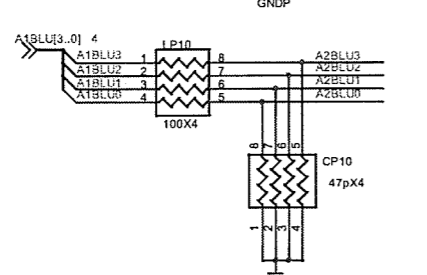 GNDP
A1BLU[3..0] 4
LP10
A1BLU3 1 8 A2BLU3
A1BLU2 2 7 A2BLU2
A1BLU1 3 6 A2BLU1
A1BLU0 4 5 A2BLU0
100X4
8 7 6 5
CP10
47pX4
1 2 3 4